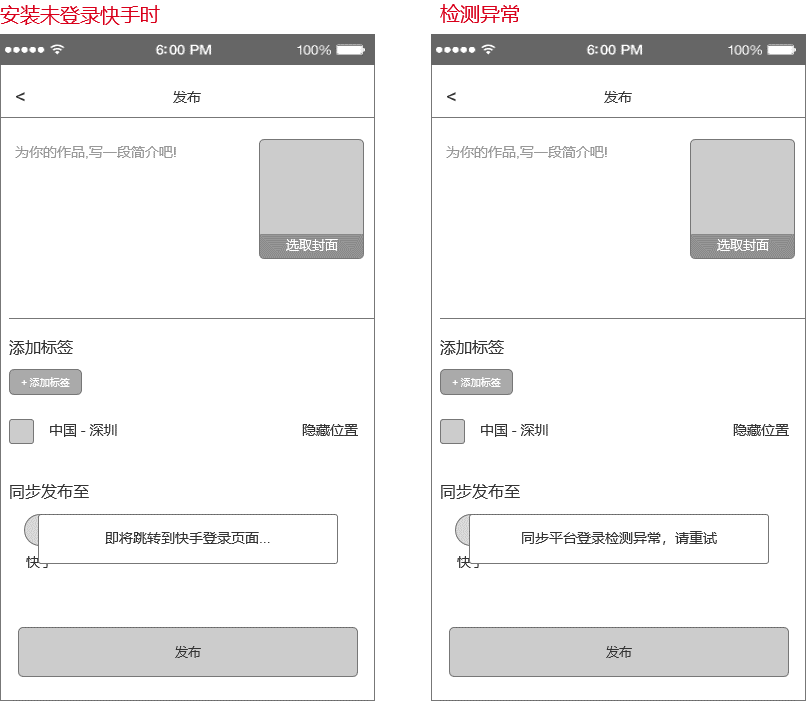 安装未登录快手时
6:00 PM
100%
<
发布
为你的作品,写一段简介吧!
选取封面
添加标签
+ 添加标签
中国 - 深圳
隐藏位置
同步发布至
即将跳转到快手登录页面...
快手
发布
检测异常
6:00 PM
100%
<
发布
为你的作品,写一段简介吧!
选取封面
添加标签
+ 添加标签
中国 - 深圳
隐藏位置
同步发布至
同步平台登录检测异常，请重试
快手
发布